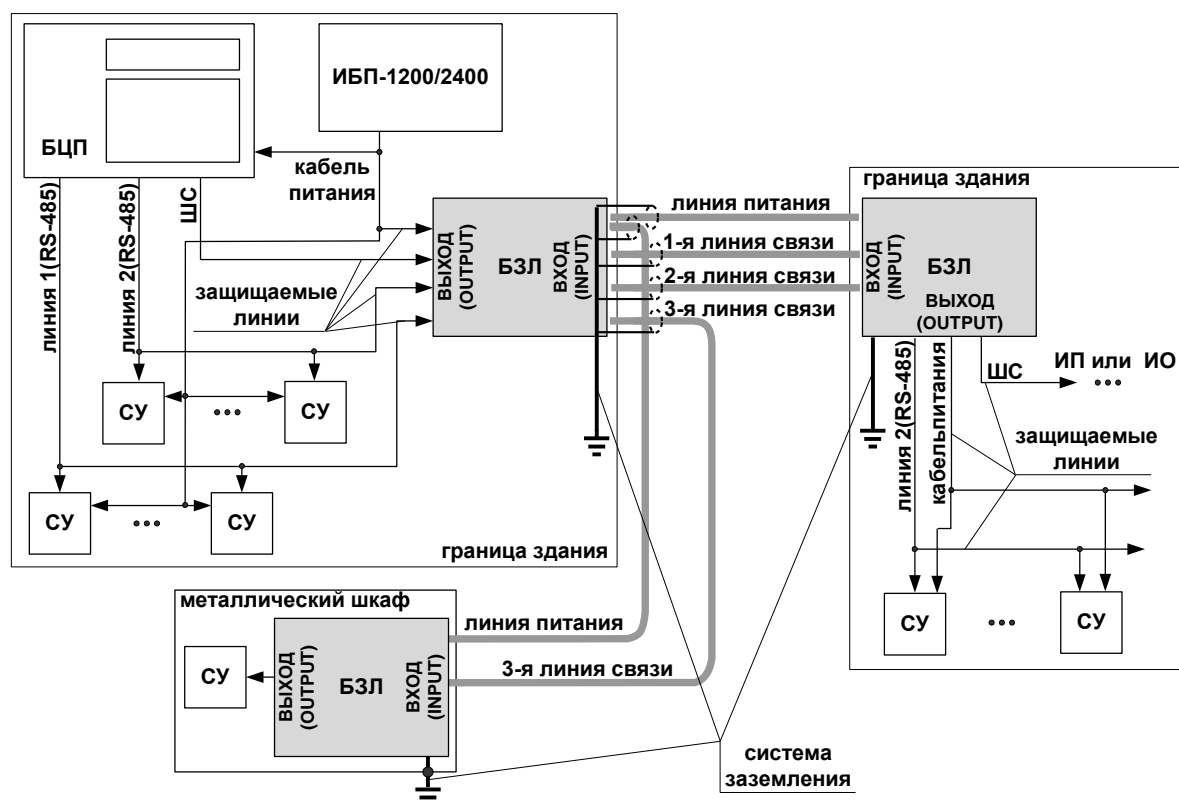 БЦП
ИБП-1200/2400
кабель
питания
линия 1(RS-485)
линия 2(RS-485)
ШС
защищаемые
линии
ВЫХОД
(OUTPUT)
БЗЛ
ВХОД
(INPUT)
СУ
...
СУ
СУ
...
СУ
граница здания
линия питания
1-я линия связи
2-я линия связи
3-я линия связи
граница здания
ВХОД
(INPUT)
БЗЛ
ВЫХОД
(OUTPUT)
линия 2(RS-485)
кабельпитания
ШС
ИП или ИО
...
защищаемые
линии
СУ
...
СУ
металлический шкаф
СУ
ВЫХОД
(OUTPUT)
БЗЛ
ВХОД
(INPUT)
линия питания
3-я линия связи
система
заземления